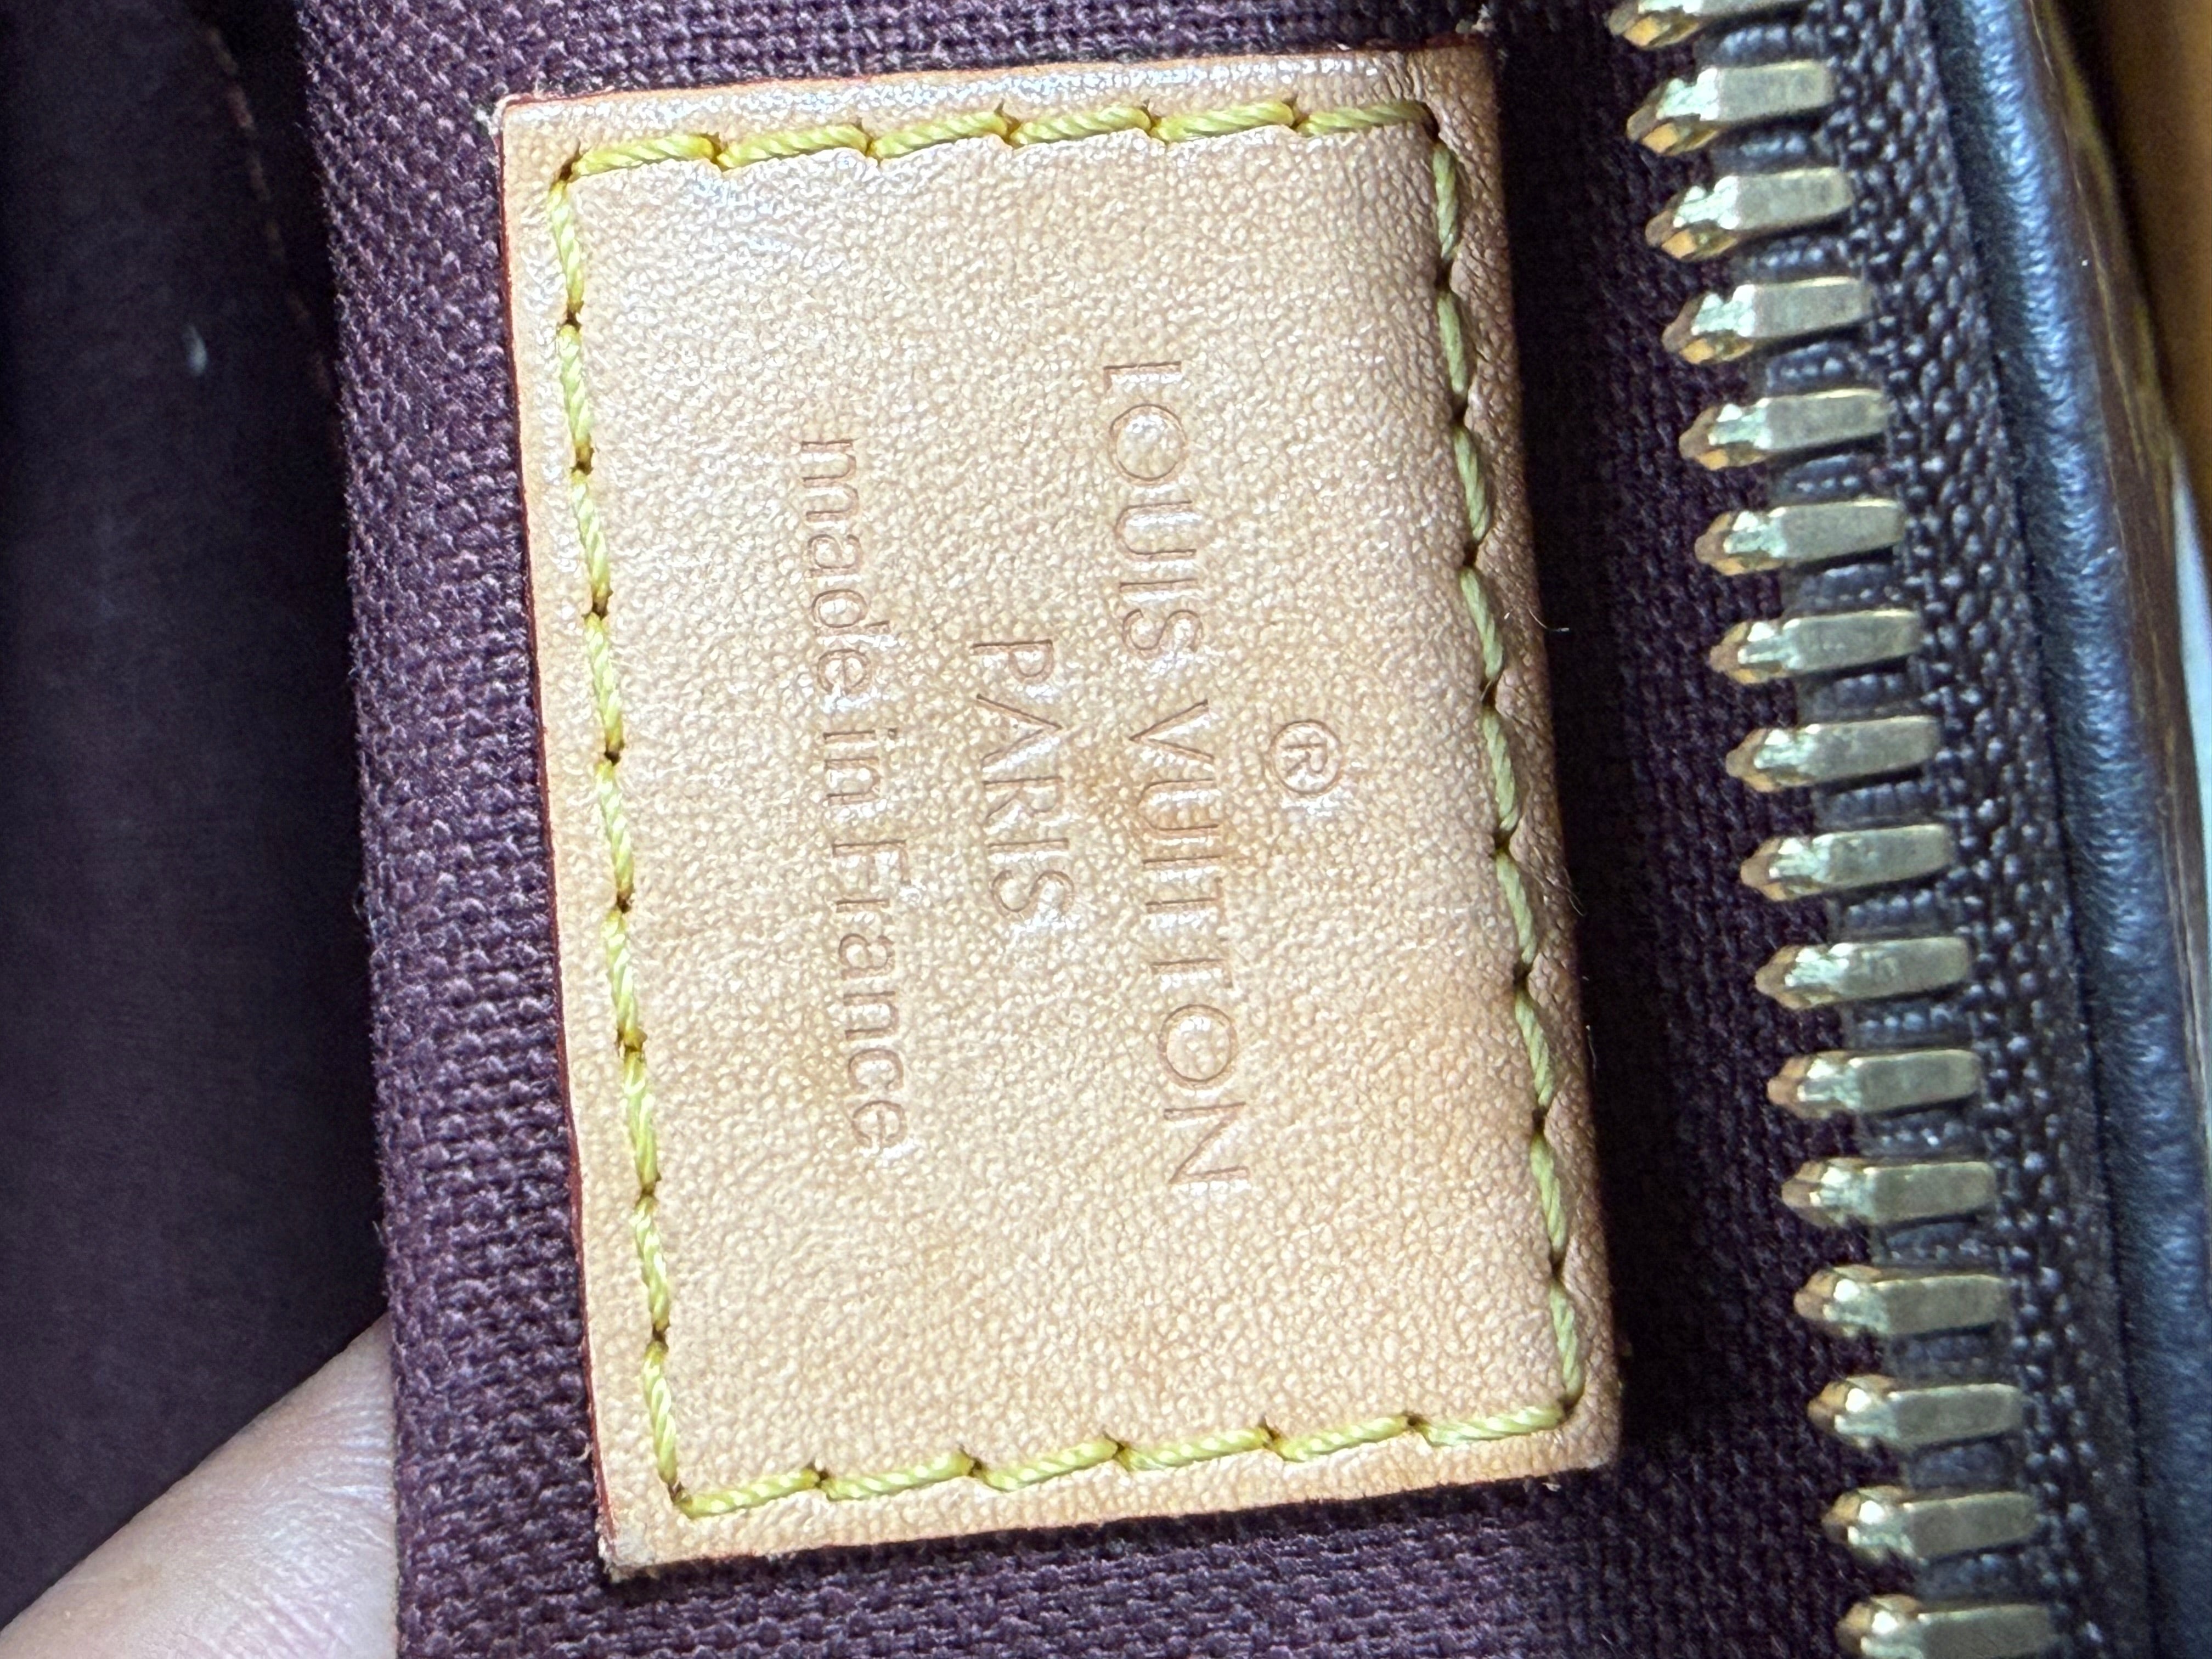 ®
LOUIS VUITTON
PARIS
made in France